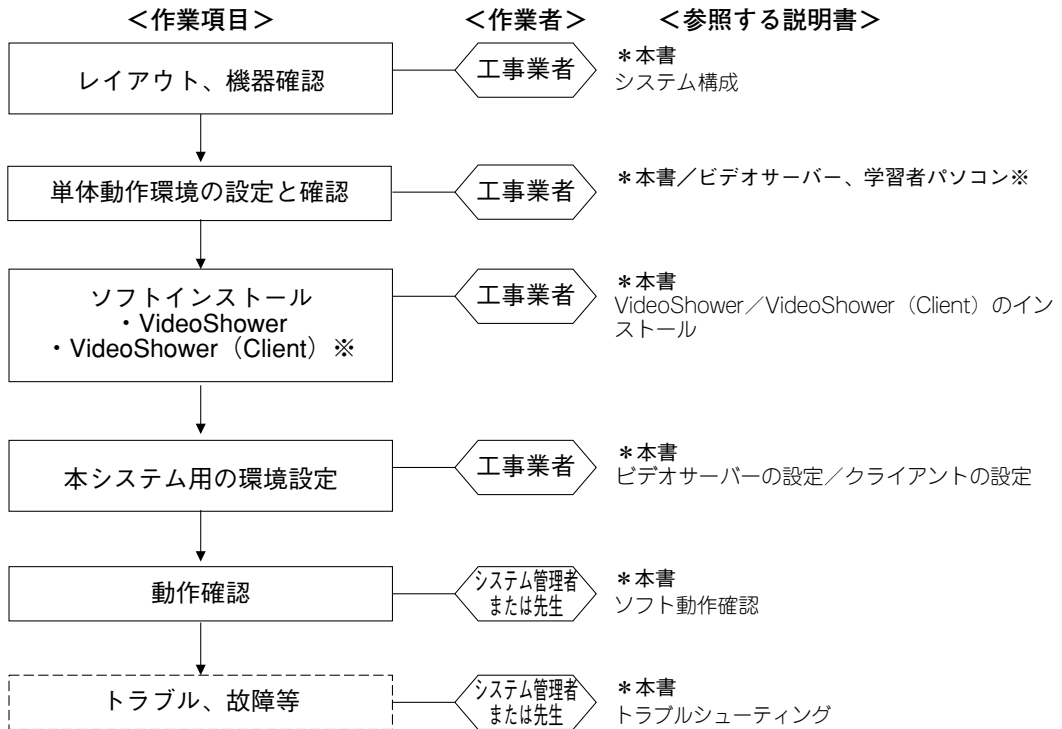 ＜作業項目＞
＜作業者＞
＜参照する説明書＞
レイアウト、機器確認
工事業者
＊本書
システム構成
単体動作環境の設定と確認
工事業者
＊本書／ビデオサーバー、学習者パソコン※
ソフトインストール
・VideoShower
・VideoShower（Client）※
工事業者
＊本書
VideoShower／VideoShower（Client）のイン
ストール
本システム用の環境設定
工事業者
＊本書
ビデオサーバーの設定／クライアントの設定
動作確認
システム管理者
または先生
＊本書
ソフト動作確認
トラブル、故障等
システム管理者
または先生
＊本書
トラブルシューティング